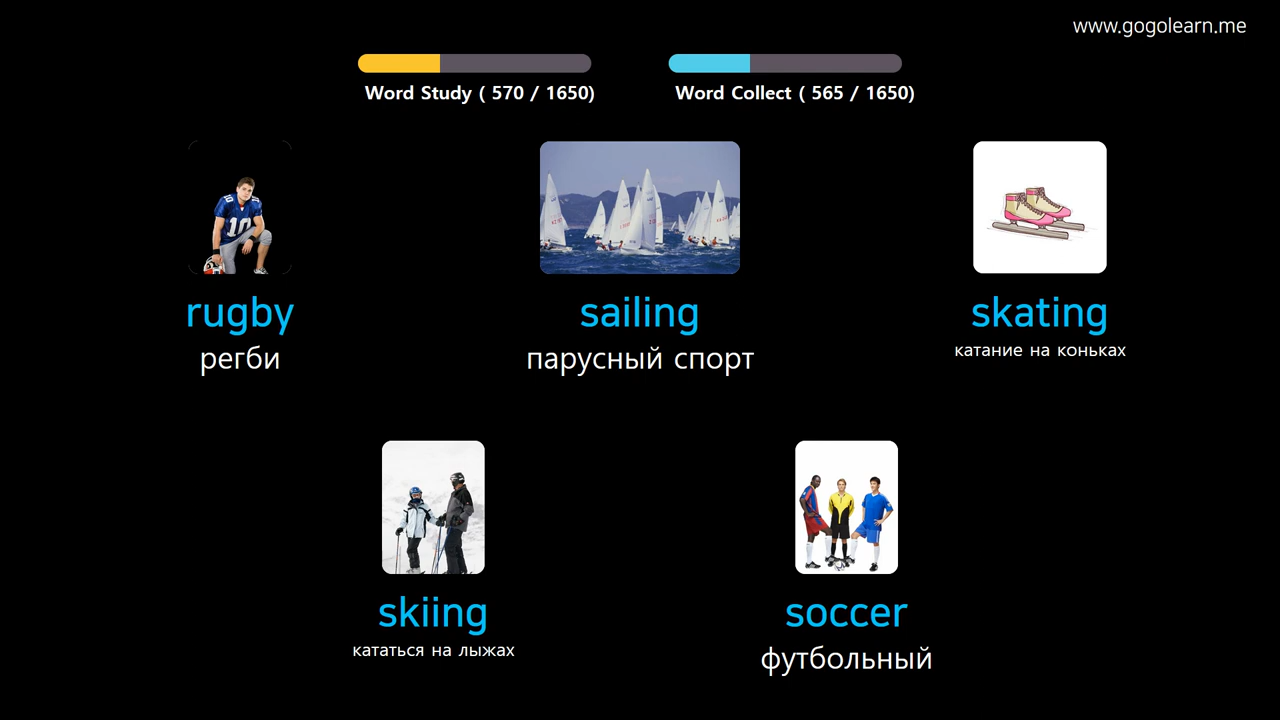 www.gogolearn.me
Word Study ( 570 / 1650)
Word Collect ( 565 / 1650)
10
rugby
sailing
skating
регби
парусный спорт
катание на коньках
skiing
soccer
кататься на лыжах
футбольный